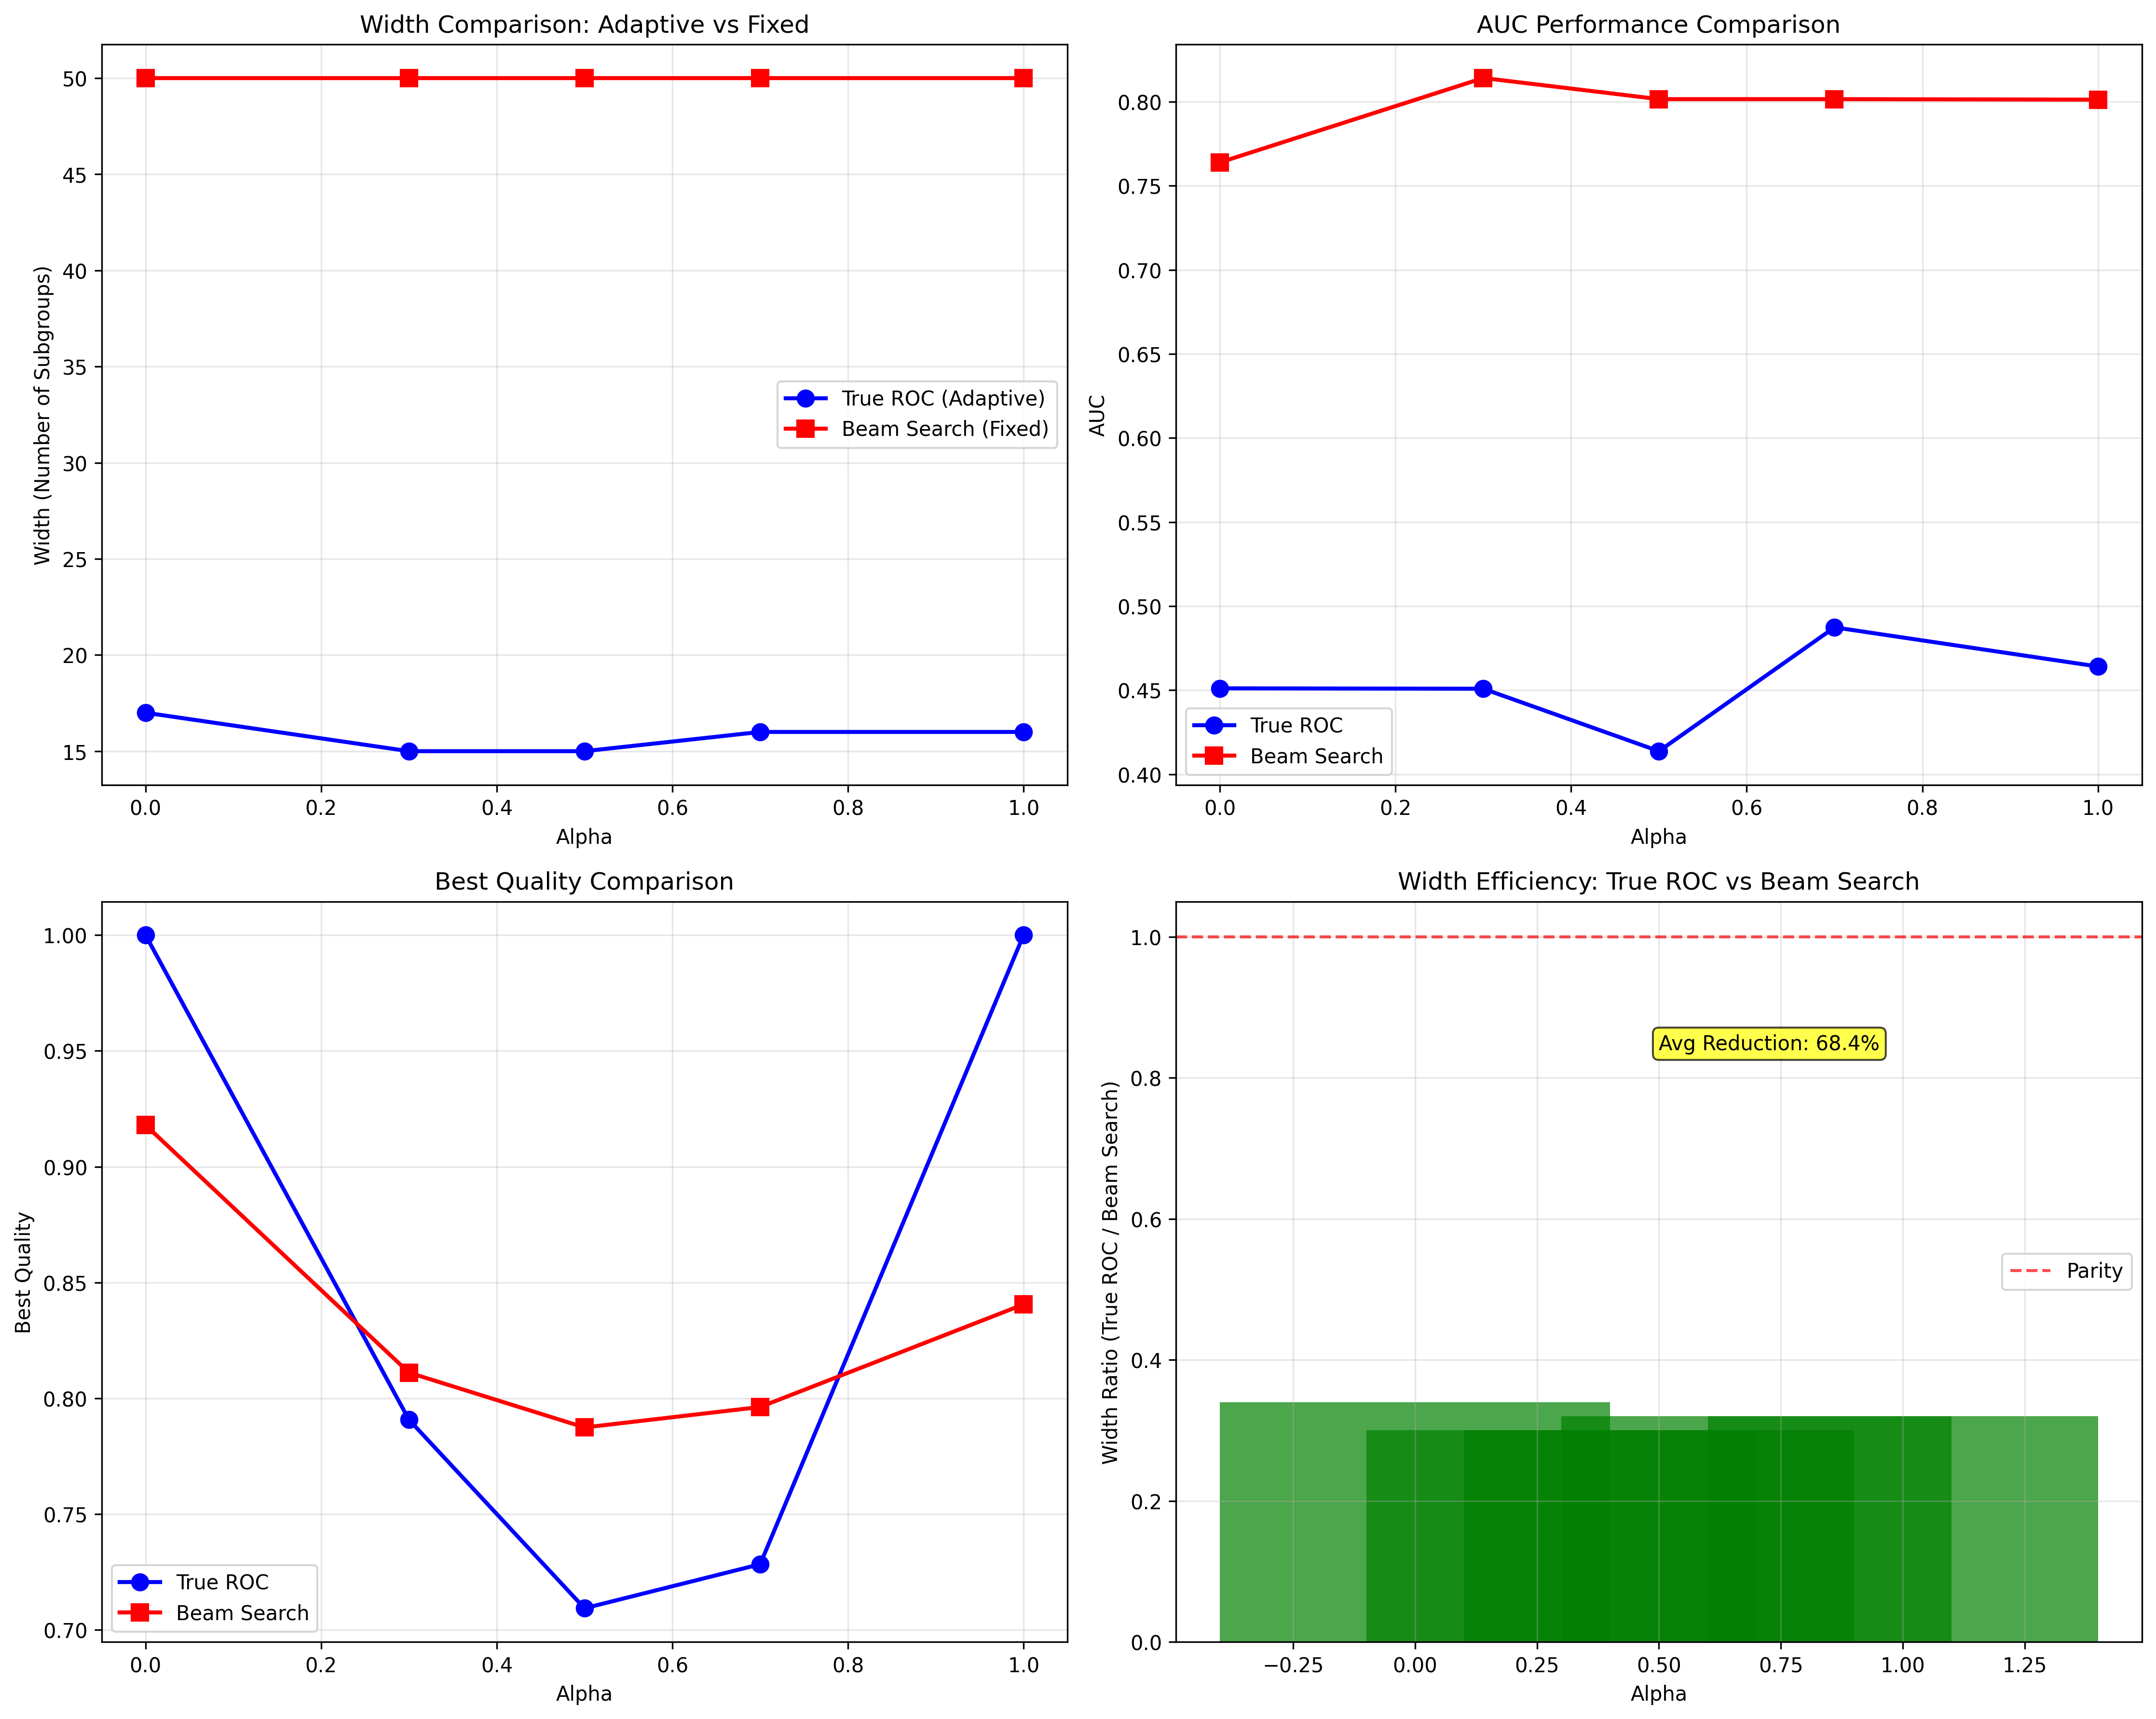 Width Comparison: Adaptive vs Fixed
Width (Number of Subgroups)
50
45
40
35
30
25
20
15
True ROC (Adaptive)
Beam Search (Fixed)
0.0 0.2 0.4 0.6 0.8 1.0
Alpha
AUC Performance Comparison
AUC
0.80
0.75
0.70
0.65
0.60
0.55
0.50
0.45
0.40
True ROC
Beam Search
0.0 0.2 0.4 0.6 0.8 1.0
Alpha
Best Quality Comparison
Best Quality
1.00
0.95
0.90
0.85
0.80
0.75
0.70
True ROC
Beam Search
0.0 0.2 0.4 0.6 0.8 1.0
Alpha
Width Efficiency: True ROC vs Beam Search
Width Ratio (True ROC / Beam Search)
1.0
0.8
0.6
0.4
0.2
0.0
Avg Reduction: 68.4%
Parity
−0.25 0.00 0.25 0.50 0.75 1.00 1.25
Alpha